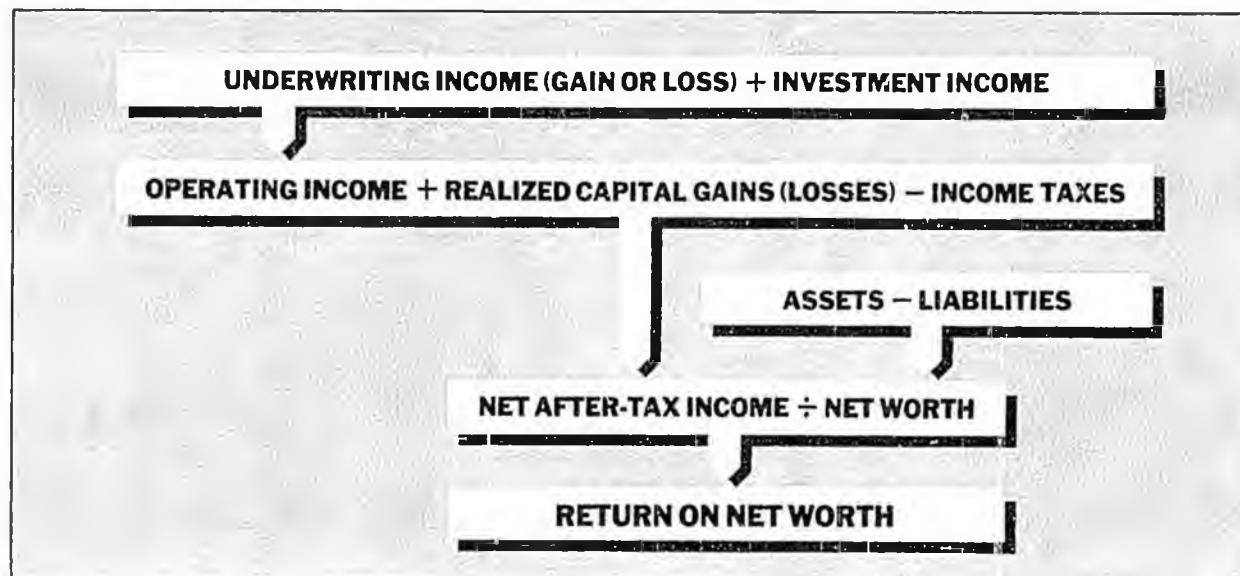 UNDERWRITING INCOME (GAIN OR LOSS) + INVESTMENT INCOME
OPERATING INCOME + REALIZED CAPITAL GAINS (LOSSES) − INCOME TAXES
ASSETS − LIABILITIES
NET AFTER-TAX INCOME ÷ NET WORTH
RETURN ON NET WORTH